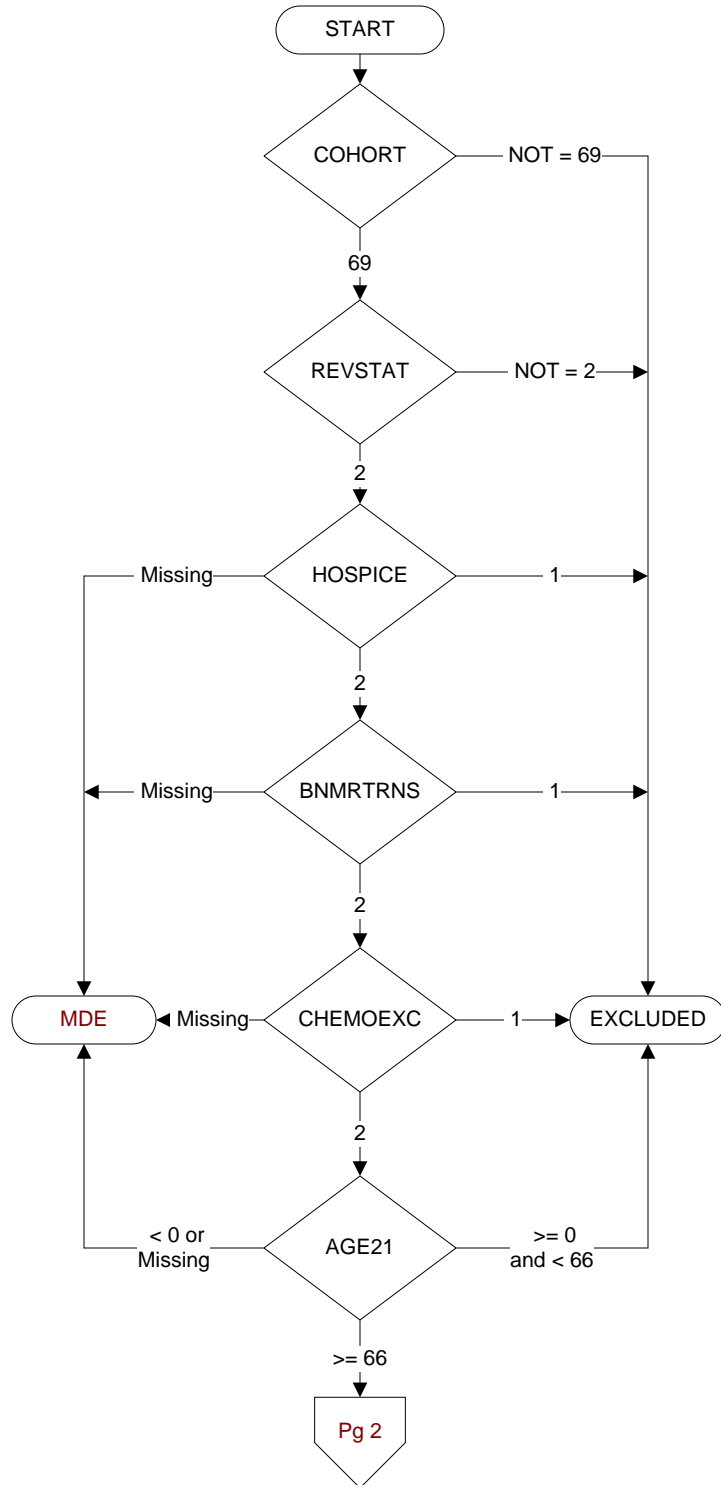 START
COHORT
NOT = 69
69
REVSTAT
NOT = 2
2
Missing
HOSPICE
1
2
Missing
BNMRTRNS
1
2
MDE
Missing
CHEMOEXC
1
EXCLUDED
2
< 0 or
Missing
AGE21
>= 0
and < 66
>= 66
Pg 2